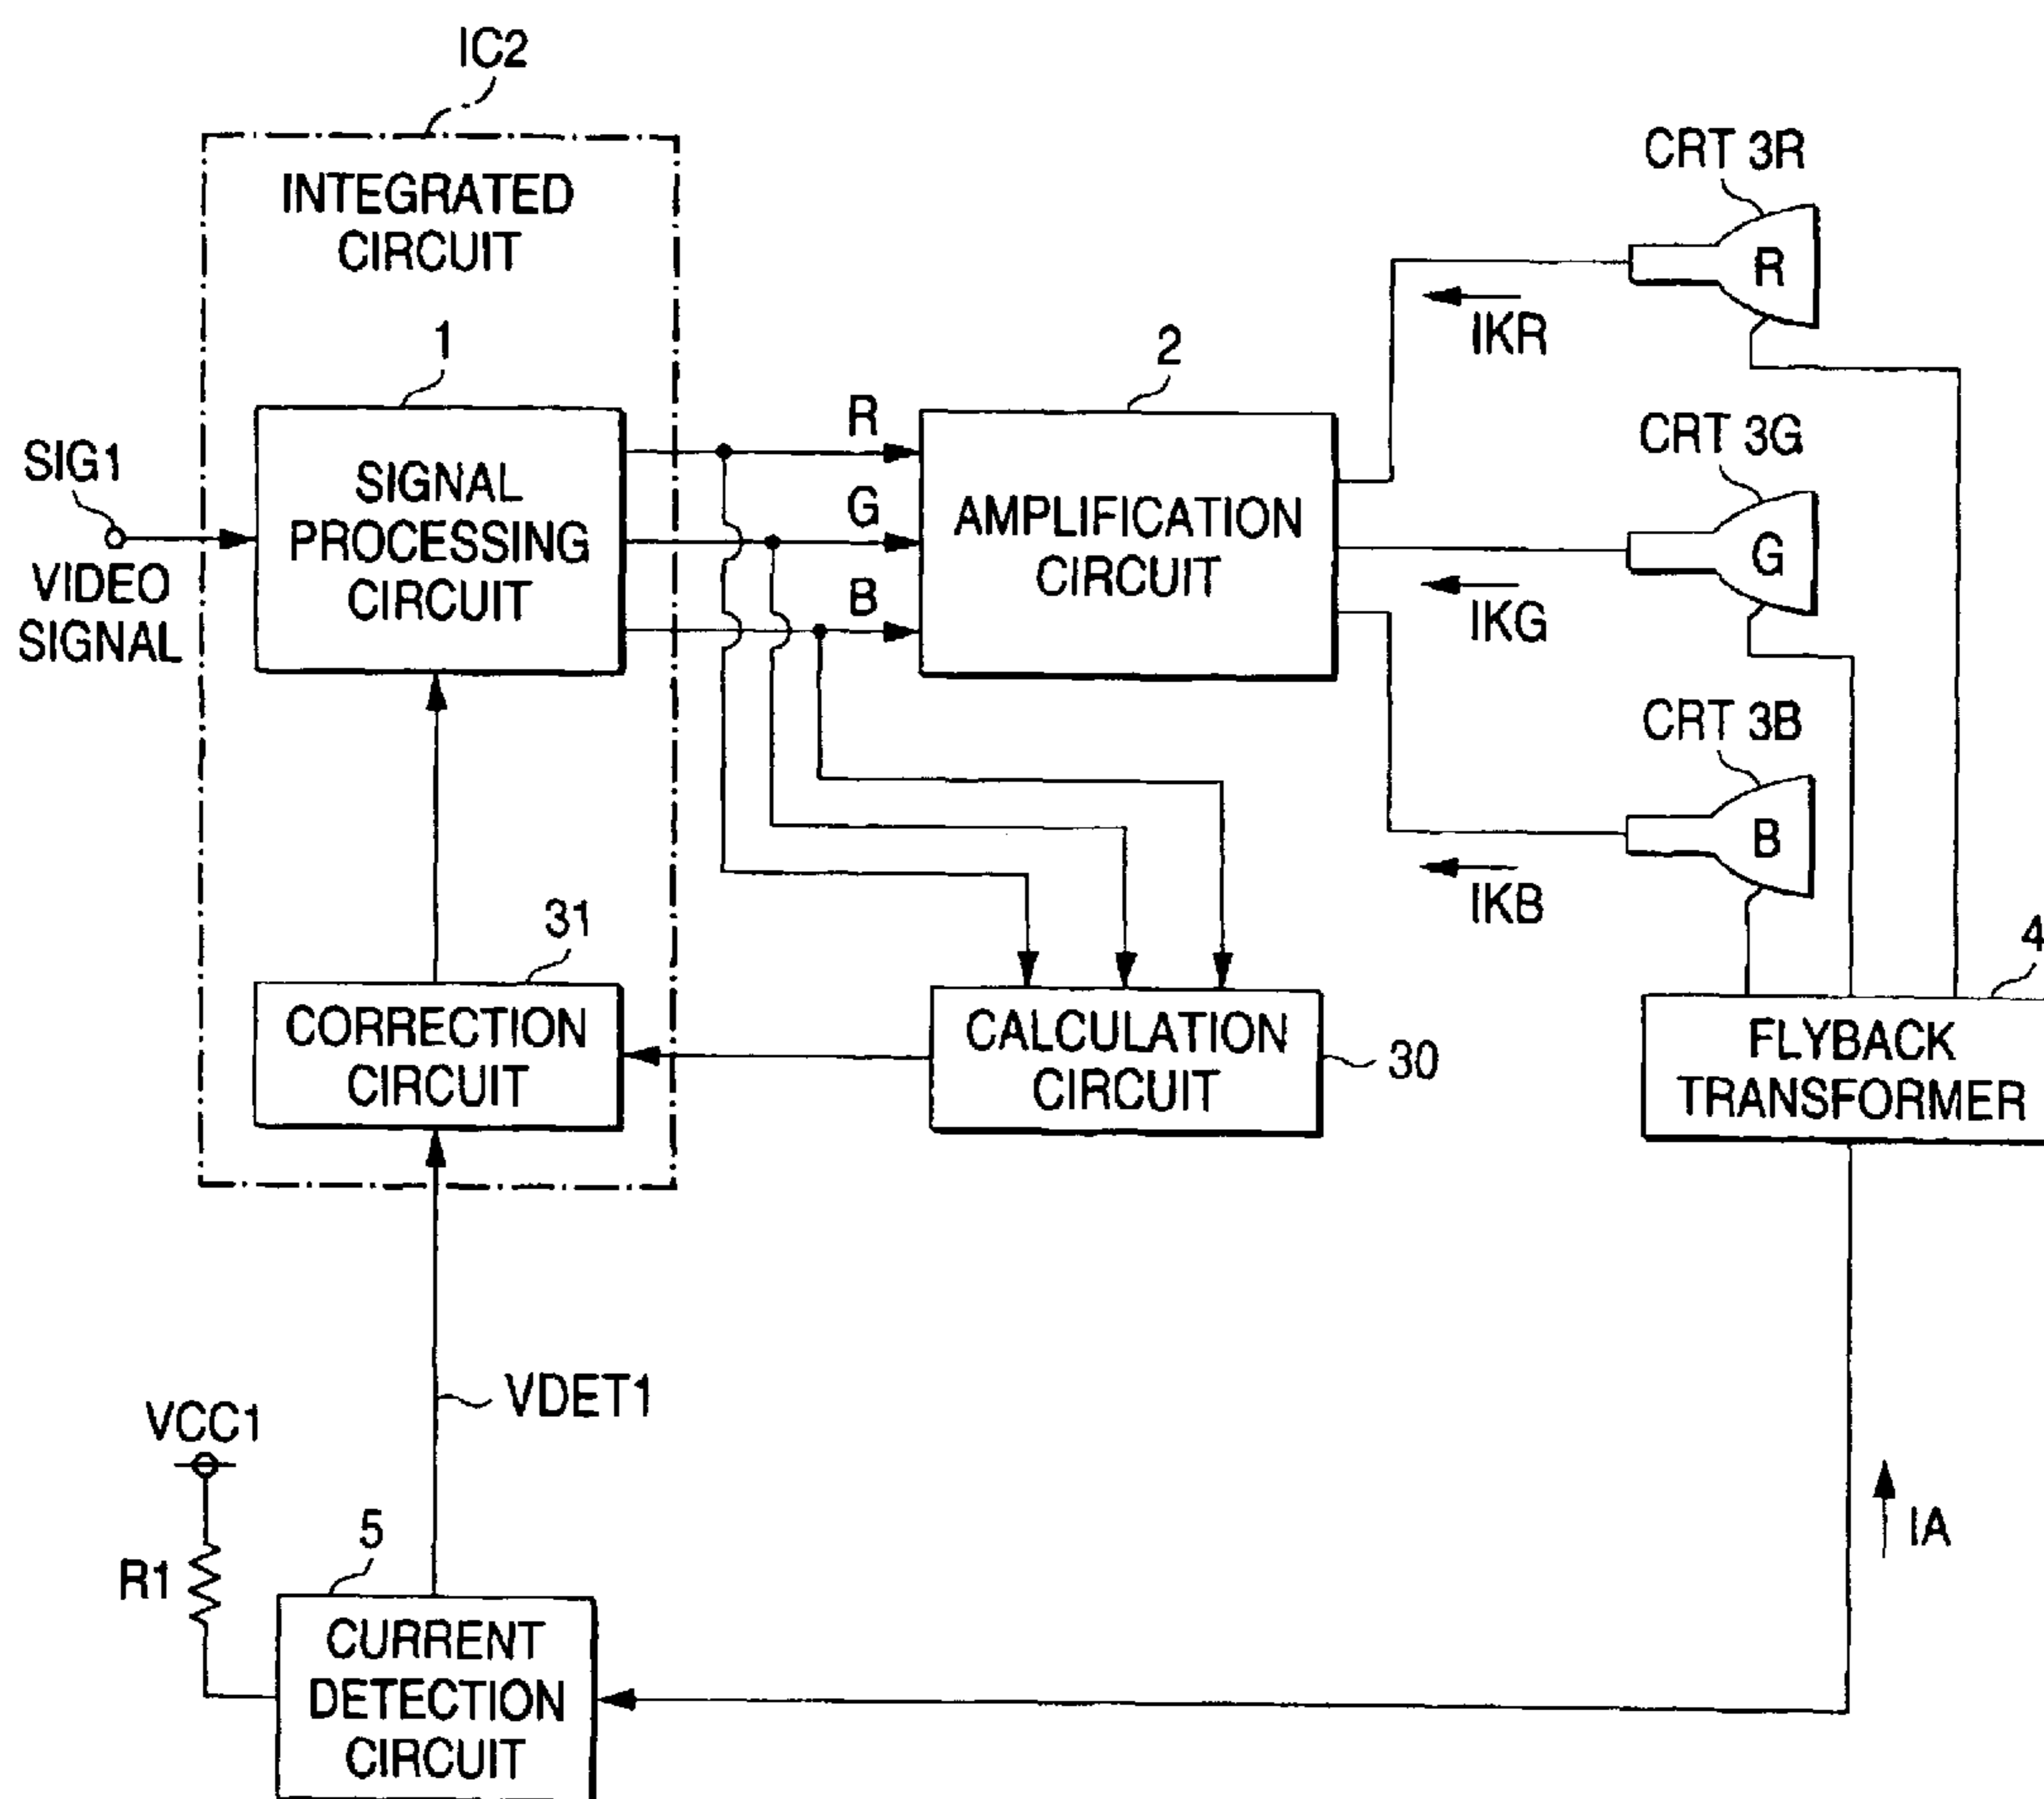 IC2
INTEGRATED
CIRCUIT
CRT 3R
R
IKR
1
2
SIG1
VIDEO
SIGNAL
SIGNAL
PROCESSING
CIRCUIT
R
G
B
AMPLIFICATION
CIRCUIT
CRT 3G
G
IKG
CRT 3B
B
IKB
31
CORRECTION
CIRCUIT
CALCULATION
CIRCUIT
30
4
FLYBACK
TRANSFORMER
VDET1
VCC1
R1
5
CURRENT
DETECTION
CIRCUIT
IA